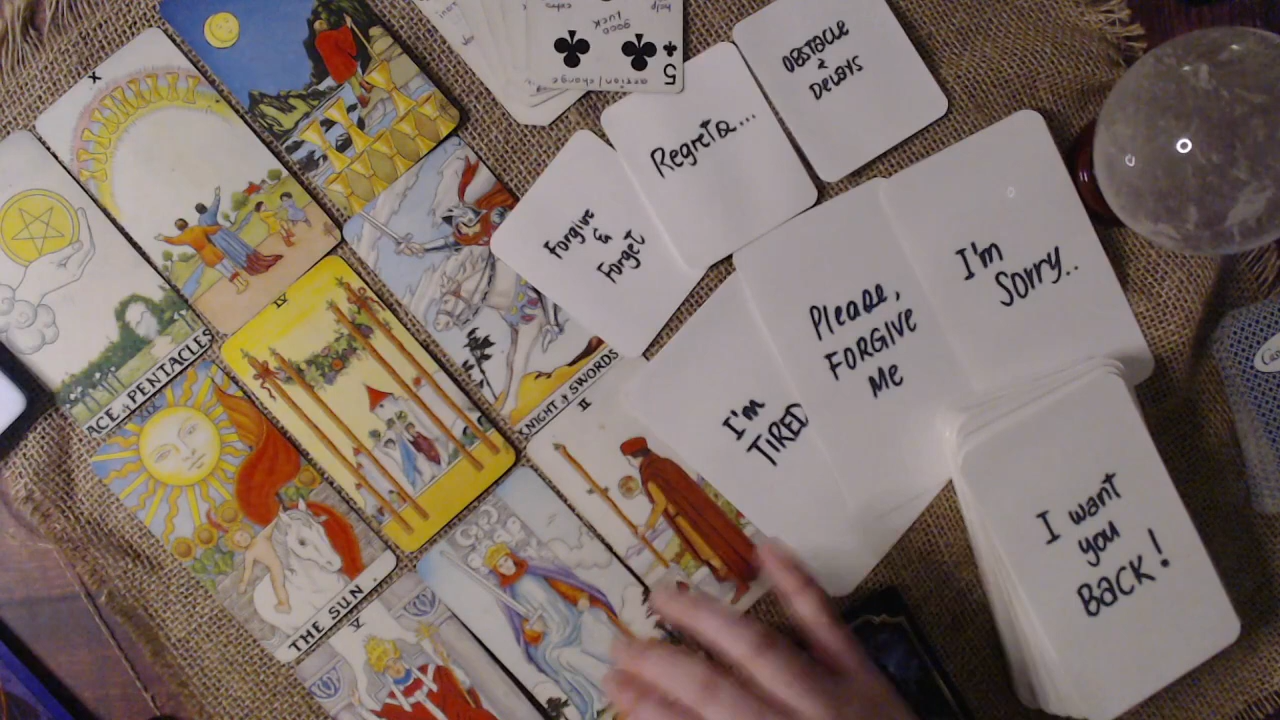 X
ACE of PENTACLES
THE SUN
IV
V
KNIGHT of SWORDS
II
5
action/change
good
luck
help
Forgive
&
Forget
Regrets...
OBSTACLE
&
DELAYS
I'm
TIRED
Please,
FORGIVE
ME
I'm
Sorry..
I want
you
BACK!